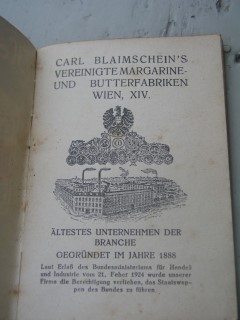 CARL BLAIMSCHEIN'S
VEREINIGTE MARGARINE-
UND BUTTERFABRIKEN
WIEN, XIV.
ÄLTESTES UNTERNEHMEN DER
BRANCHE
GEGRÜNDET IM JAHRE 1888
Laut Erlaß des Bundesministeriums für Handel
und Industrie vom 21. Feber 1924 wurde unserer
Firma die Berechtigung verliehen, das Staatswap-
pen des Bundes zu führen.